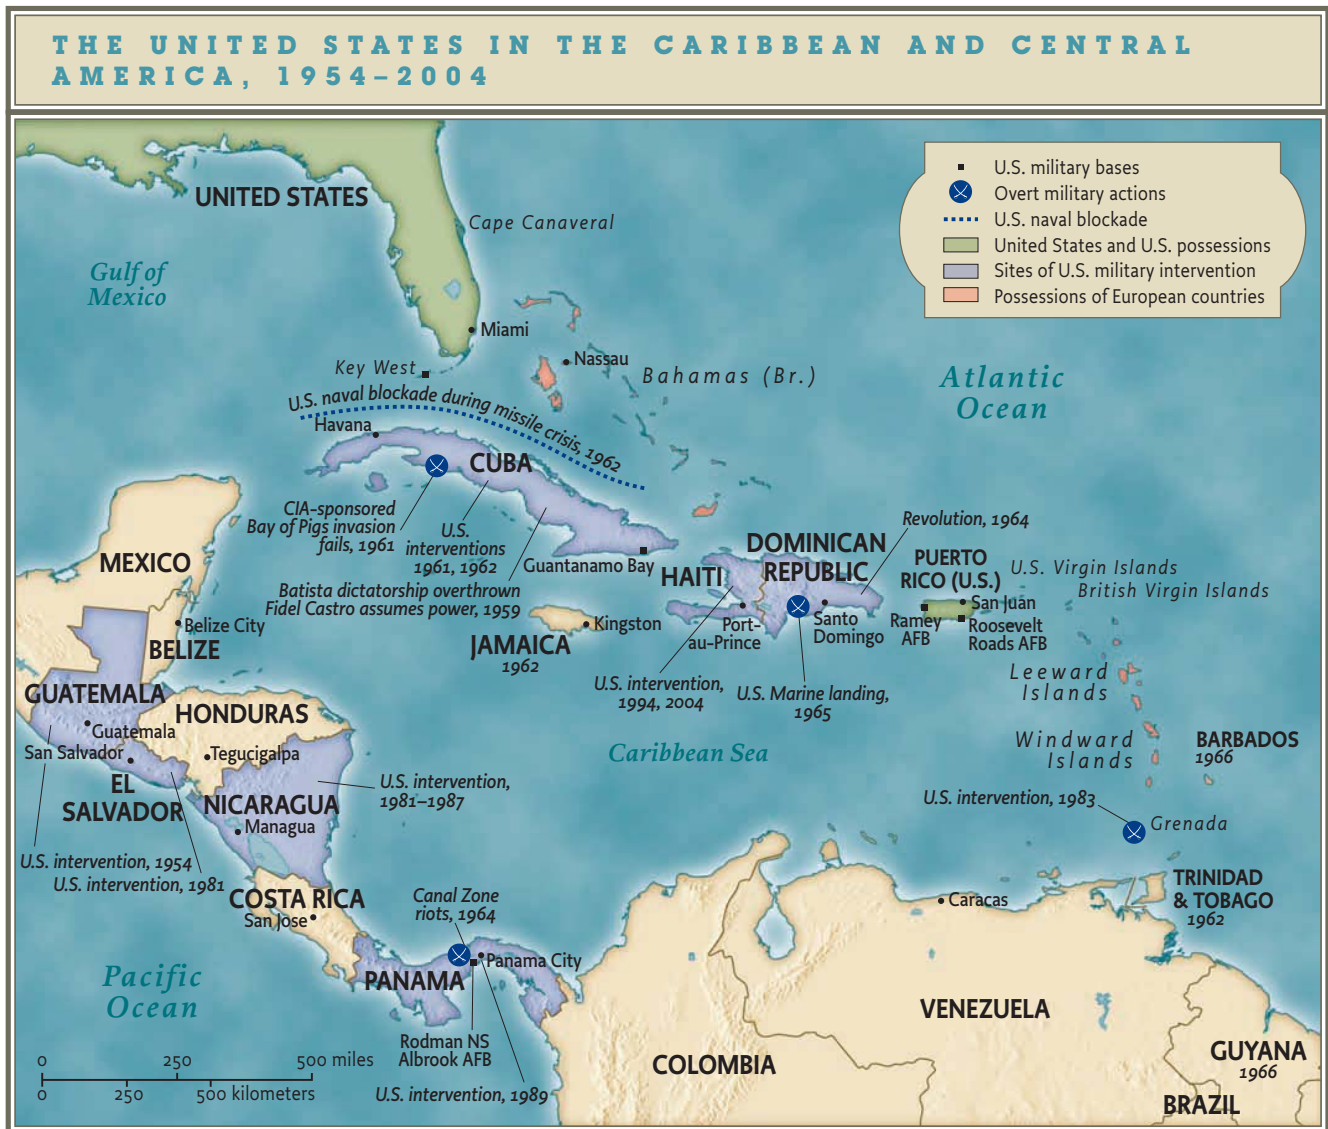 THE UNITED STATES IN THE CARIBBEAN AND CENTRAL
AMERICA, 1954–2004
U.S. military bases
Overt military actions
U.S. naval blockade
United States and U.S. possessions
Sites of U.S. military intervention
Possessions of European countries
UNITED STATES
Cape Canaveral
Gulf of
Mexico
Miami
Key West
Nassau
Bahamas (Br.)
Atlantic
Ocean
U.S. naval blockade during missile crisis, 1962
Havana
CUBA
CIA-sponsored
Bay of Pigs invasion
fails, 1961
U.S.
interventions
1961, 1962
Guantanamo Bay
Batista dictatorship overthrown
Fidel Castro assumes power, 1959
Revolution, 1964
DOMINICAN
REPUBLIC
HAITI
PUERTO
RICO (U.S.)
U.S. Virgin Islands
British Virgin Islands
San Juan
Ramey
AFB
Roosevelt
Roads AFB
Santo
Domingo
Port-
au-Prince
Kingston
JAMAICA
1962
U.S. intervention,
1994, 2004
U.S. Marine landing,
1965
MEXICO
Belize City
BELIZE
GUATEMALA
Guatemala
HONDURAS
Tegucigalpa
San Salvador
EL
SALVADOR
NICARAGUA
Managua
U.S. intervention,
1981–1987
U.S. intervention, 1954
U.S. intervention, 1981
Caribbean Sea
Leeward
Islands
Windward
Islands
BARBADOS
1966
U.S. intervention, 1983
Grenada
TRINIDAD
& TOBAGO
1962
COSTA RICA
San Jose
Canal Zone
riots, 1964
Panama City
PANAMA
Rodman NS
Albrook AFB
U.S. intervention, 1989
Caracas
VENEZUELA
COLOMBIA
GUYANA
1966
BRAZIL
Pacific
Ocean
0 250 500 miles
0 250 500 kilometers